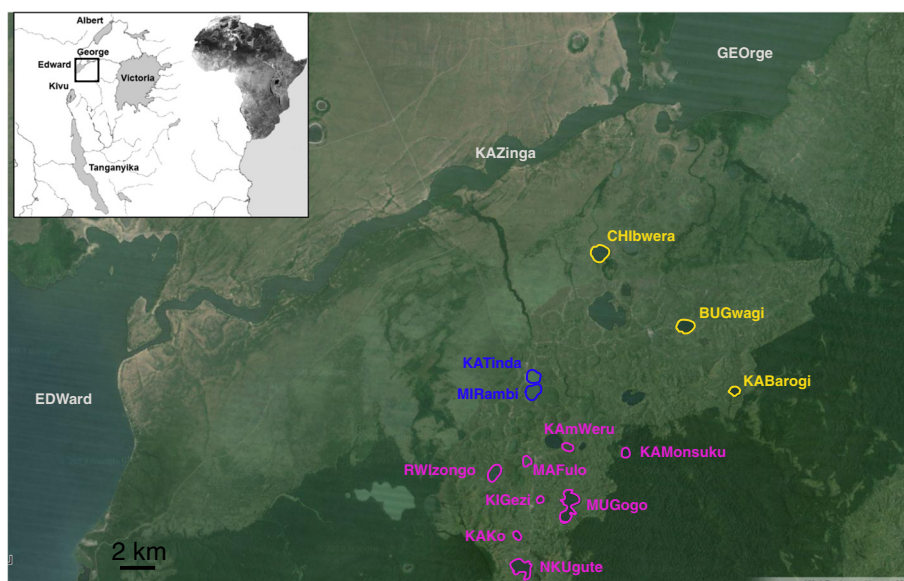 Albert
George
Edward
Victoria
Kivu
Tanganyika
GEOrge
KAZinga
CHIbwera
BUGwagi
KATinda
MIRambi
KABarogi
EDWard
KAmWeru
KAMonsuku
RWIzongo
MAFulo
KIGezi
MUGogo
KAKo
NKUgute
2 km